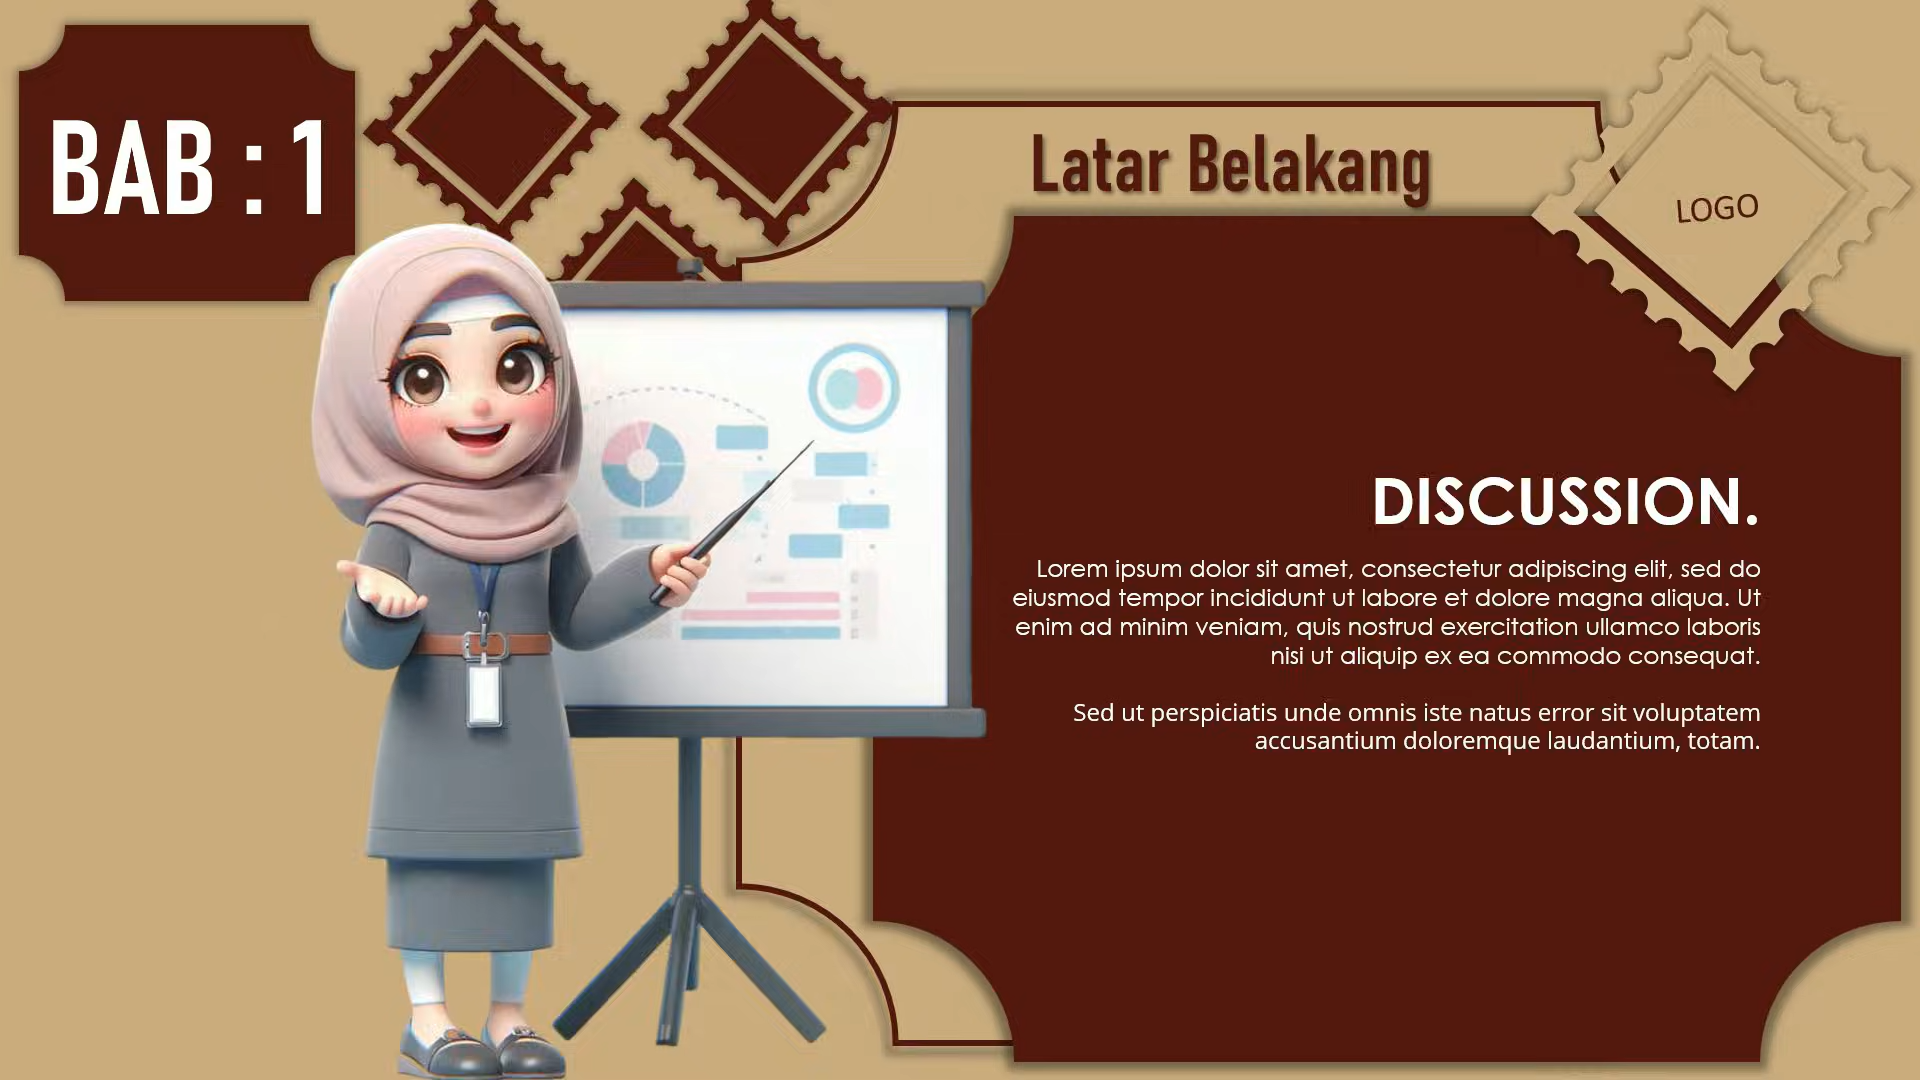 BAB : 1
Latar Belakang
LOGO
DISCUSSION.
Lorem ipsum dolor sit amet, consectetur adipiscing elit, sed do
eiusmod tempor incididunt ut labore et dolore magna aliqua. Ut
enim ad minim veniam, quis nostrud exercitation ullamco laboris
nisi ut aliquip ex ea commodo consequat.
Sed ut perspiciatis unde omnis iste natus error sit voluptatem
accusantium doloremque laudantium, totam.